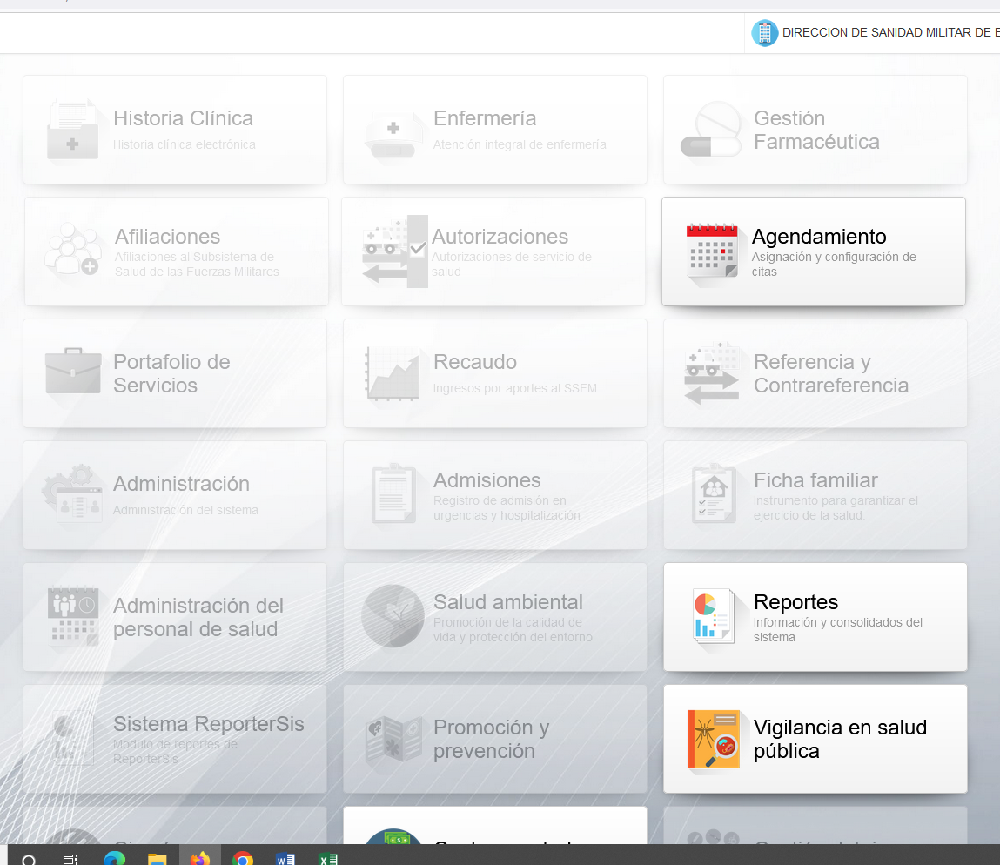 DIRECCION DE SANIDAD MILITAR DE
Historia Clínica
Historia clínica electrónica
Enfermería
Atención integral de enfermería
Gestión
Farmacéutica
Afiliaciones
Afiliaciones al Subsistema de
Salud de las Fuerzas Militares
Autorizaciones
Autorizaciones de servicio de
salud
Agendamiento
Asignación y configuración de
citas
Portafolio de
Servicios
Recaudo
Ingresos por aportes al SSFM
Referencia y
Contrareferencia
Administración
Administración del sistema
Admisiones
Registro de admisión en
urgencias y hospitalización
Ficha familiar
Instrumento para garantizar el
ejercicio de la salud.
Administración del
personal de salud
Salud ambiental
Promoción de la calidad de
vida y protección del entorno
Reportes
Información y consolidados del
sistema
Sistema ReporterSis
Modulo de reportes de
ReporterSis
Promoción y
prevención
Vigilancia en salud
pública